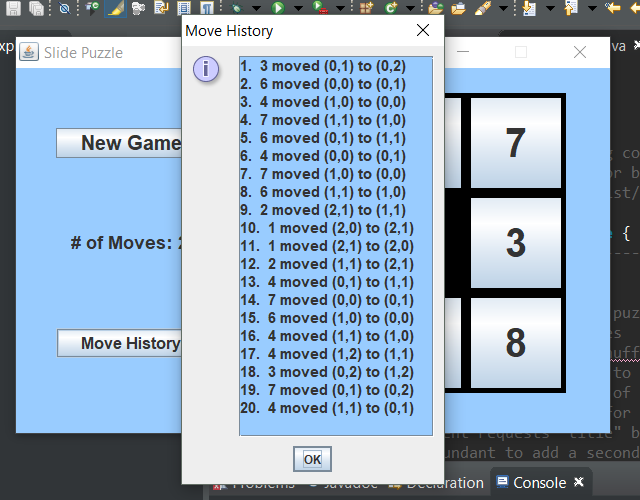 Move History
Slide Puzzle
New Game
# of Moves:
Move History
1. 3 moved (0,1) to (0,2)
2. 6 moved (0,0) to (0,1)
3. 4 moved (1,0) to (0,0)
4. 7 moved (1,1) to (1,0)
5. 6 moved (0,1) to (1,1)
6. 4 moved (0,0) to (0,1)
7. 7 moved (1,0) to (0,0)
8. 6 moved (1,1) to (1,0)
9. 2 moved (2,1) to (1,1)
10. 1 moved (2,0) to (2,1)
11. 1 moved (2,1) to (2,0)
12. 2 moved (1,1) to (2,1)
13. 4 moved (0,1) to (1,1)
14. 7 moved (0,0) to (0,1)
15. 6 moved (1,0) to (0,0)
16. 4 moved (1,1) to (1,0)
17. 4 moved (1,2) to (1,1)
18. 3 moved (0,2) to (1,2)
19. 7 moved (0,1) to (0,2)
20. 4 moved (1,1) to (0,1)
OK
7
3
8
{
to
of
for
requests "title" b
to add a second
Problems
Javadoc
Declaration
Console